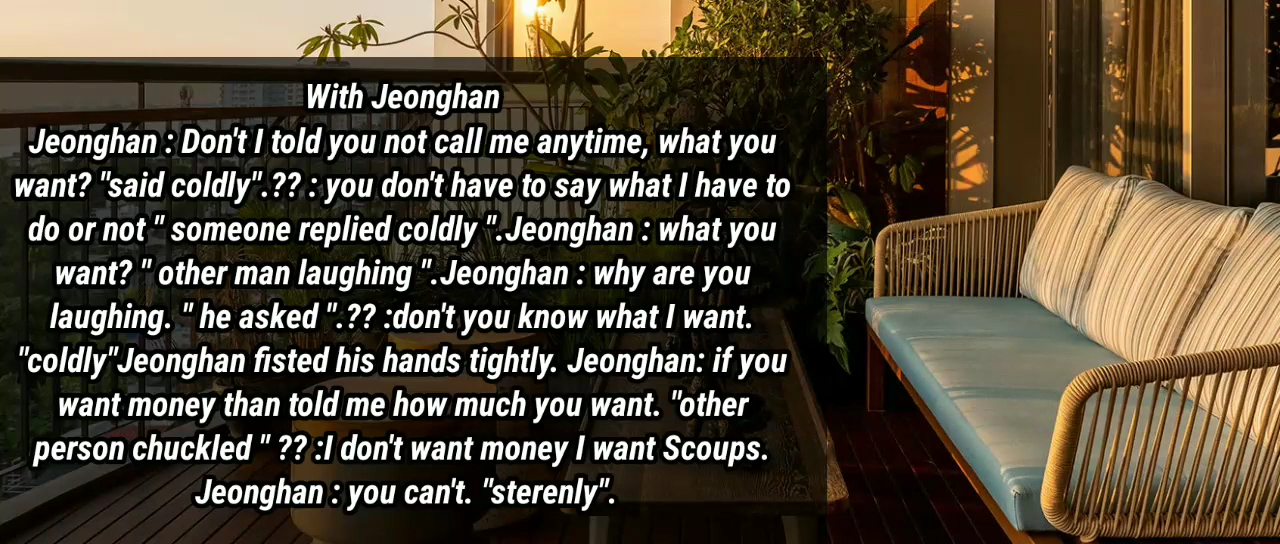 With Jeonghan
Jeonghan : Don't I told you not call me anytime, what you
want? "said coldly".?? : you don't have to say what I have to
do or not " someone replied coldly ".Jeonghan : what you
want? " other man laughing ".Jeonghan : why are you
laughing. " he asked ".?? :don't you know what I want.
"coldly"Jeonghan fisted his hands tightly. Jeonghan: if you
want money than told me how much you want. "other
person chuckled " ?? :I don't want money I want Scoups.
Jeonghan : you can't. "sterenly".